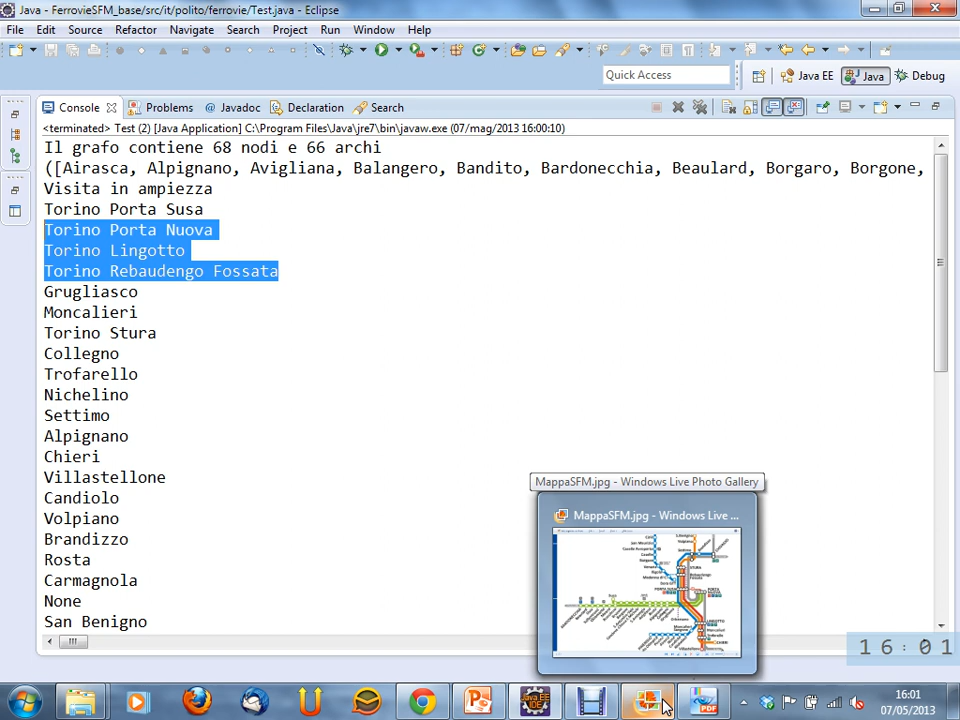 Java - FerrovieSFM_base/src/it/polito/ferrovie/Test.java - Eclipse
File Edit Source Refactor Navigate Search Project Run Window Help
Quick Access
Java EE
Java
Debug
Console
Problems
@ Javadoc
Declaration
Search
<terminated> Test (2) [Java Application] C:\Program Files\Java\jre7\bin\javaw.exe (07/mag/2013 16:00:10)
Il grafo contiene 68 nodi e 66 archi
([Airasca, Alpignano, Avigliana, Balangero, Bandito, Bardonecchia, Beaulard, Borgaro, Borgone,
Visita in ampiezza
Torino Porta Susa
Torino Porta Nuova
Torino Lingotto
Torino Rebaudengo Fossata
Grugliasco
Moncalieri
Torino Stura
Collegno
Trofarello
Nichelino
Settimo
Alpignano
Chieri
Villastellone
Candiolo
Volpiano
Brandizzo
Rosta
Carmagnola
None
San Benigno
MappaSFM.jpg - Windows Live Photo Gallery
MappaSFM.jpg - Windows Live ...
16:01
16:01
07/05/2013